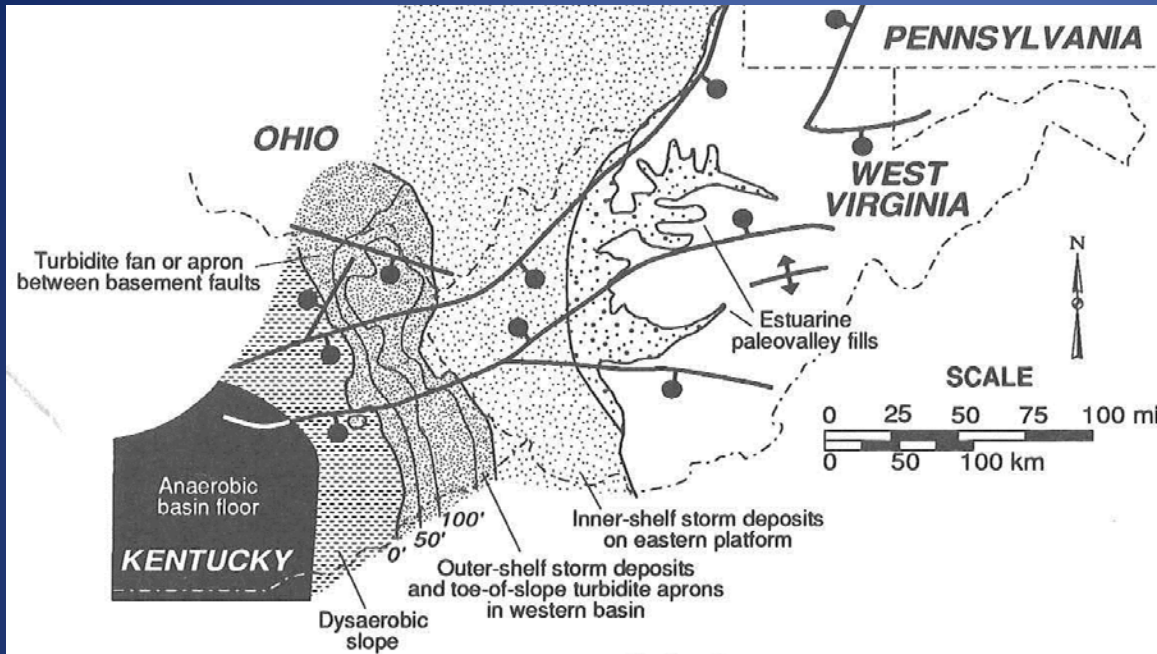 PENNSYLVANIA
OHIO
WEST
VIRGINIA
Turbidite fan or apron
between basement faults
N
Estuarine
paleovalley fills
SCALE
0 25 50 75 100 mi
0 50 100 km
Anaerobic
basin floor
KENTUCKY
0' 50' 100'
Inner-shelf storm deposits
on eastern platform
Outer-shelf storm deposits
and toe-of-slope turbidite aprons
in western basin
Dysaerobic
slope